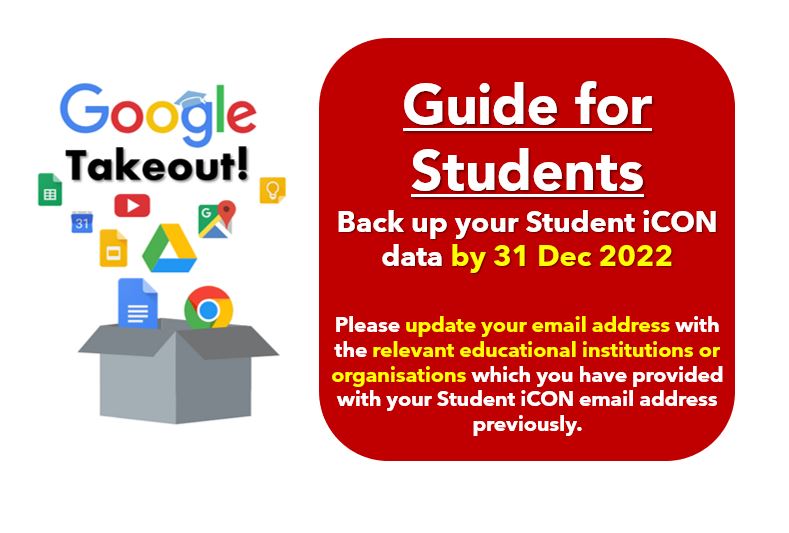 Google
Takeout!
31
G
Guide for
Students
Back up your Student iCON
data by 31 Dec 2022
Please update your email address with
the relevant educational institutions or
organisations which you have provided
with your Student iCON email address
previously.